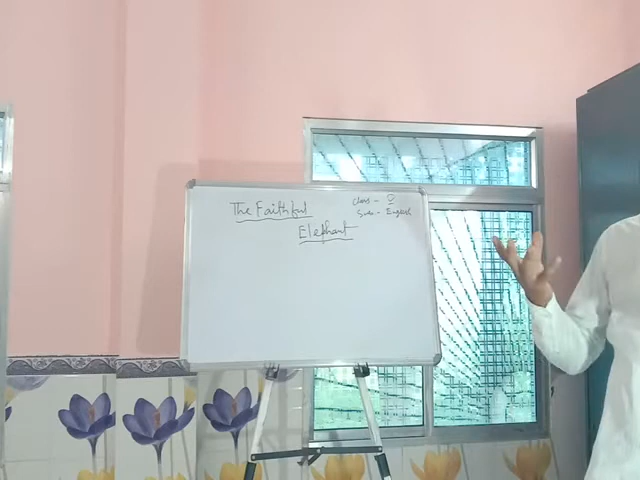 The Faithful
Elephant
Class -
Sub - English